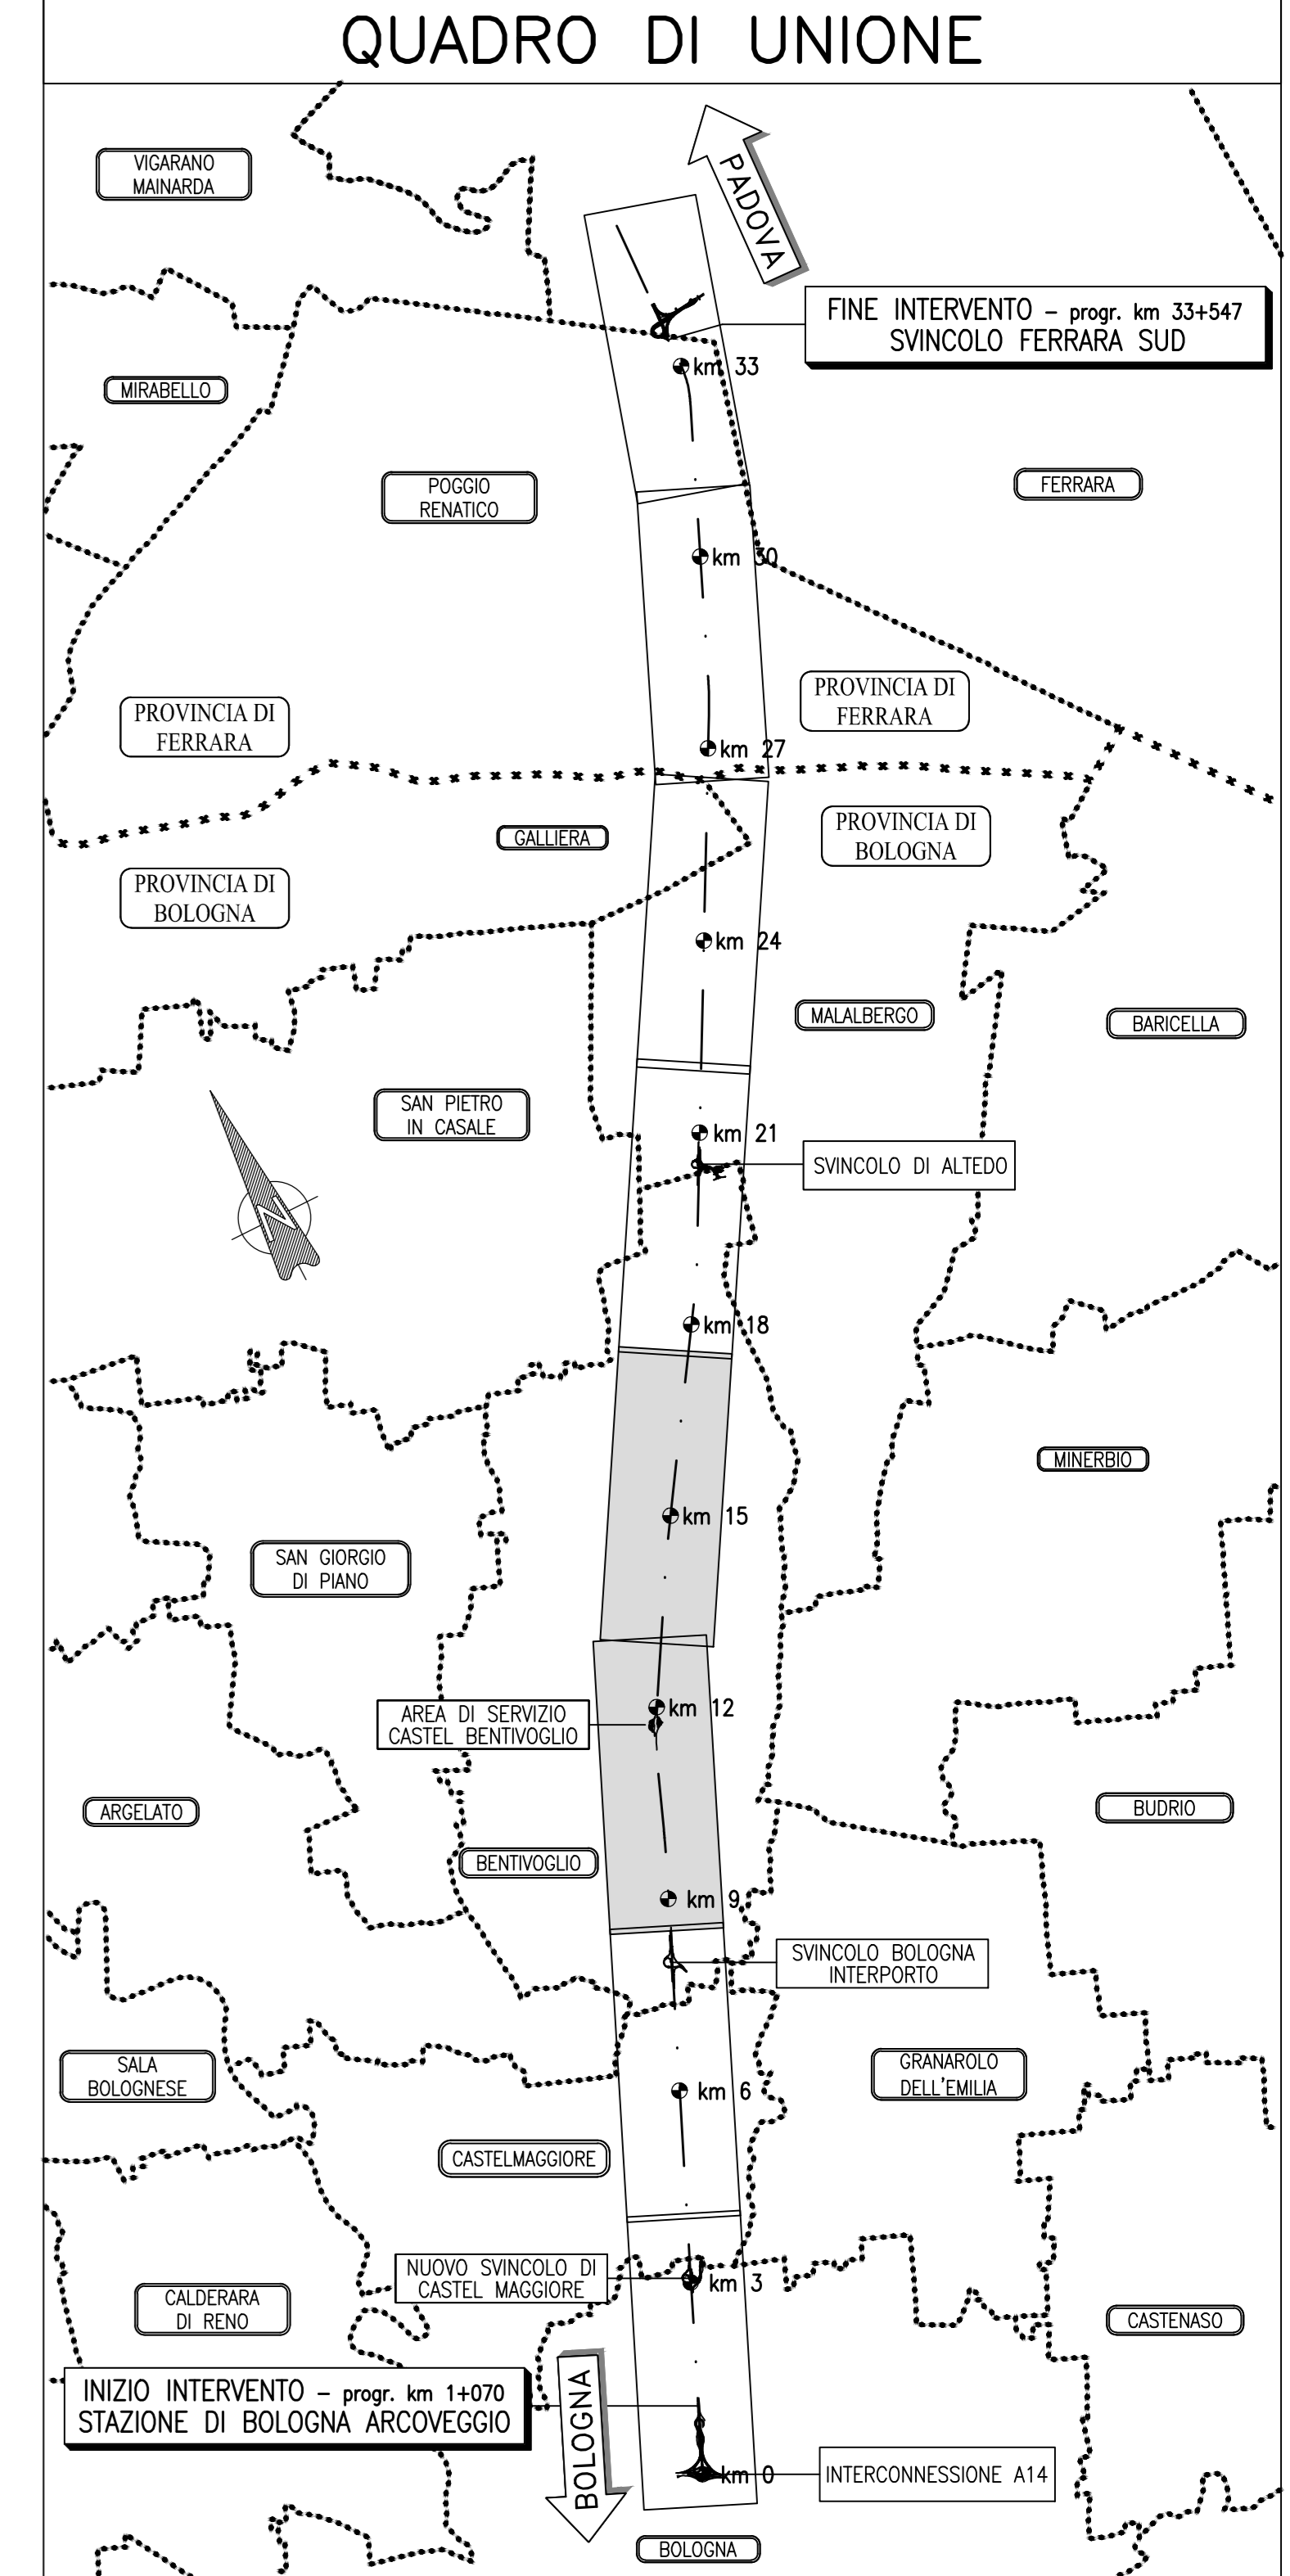 QUADRO DI UNIONE
VIGARANO
MAINARDA
PADOVA
FINE INTERVENTO – progr. km 33+547
SVINCOLO FERRARA SUD
km 33
MIRABELLO
POGGIO
RENATICO
FERRARA
km 30
PROVINCIA DI
FERRARA
PROVINCIA DI
FERRARA
km 27
GALLIERA
PROVINCIA DI
BOLOGNA
PROVINCIA DI
BOLOGNA
km 24
MALALBERGO
BARICELLA
SAN PIETRO
IN CASALE
km 21
SVINCOLO DI ALTEDO
N
km 18
MINERBIO
km 15
SAN GIORGIO
DI PIANO
km 12
AREA DI SERVIZIO
CASTEL BENTIVOGLIO
ARGELATO
BUDRIO
BENTIVOGLIO
km 9
SVINCOLO BOLOGNA
INTERPORTO
SALA
BOLOGNESE
GRANAROLO
DELL'EMILIA
km 6
CASTELMAGGIORE
NUOVO SVINCOLO DI
CASTEL MAGGIORE
km 3
CALDERARA
DI RENO
CASTENASO
INIZIO INTERVENTO – progr. km 1+070
STAZIONE DI BOLOGNA ARCOVEGGIO
BOLOGNA
km 0
INTERCONNESSIONE A14
BOLOGNA